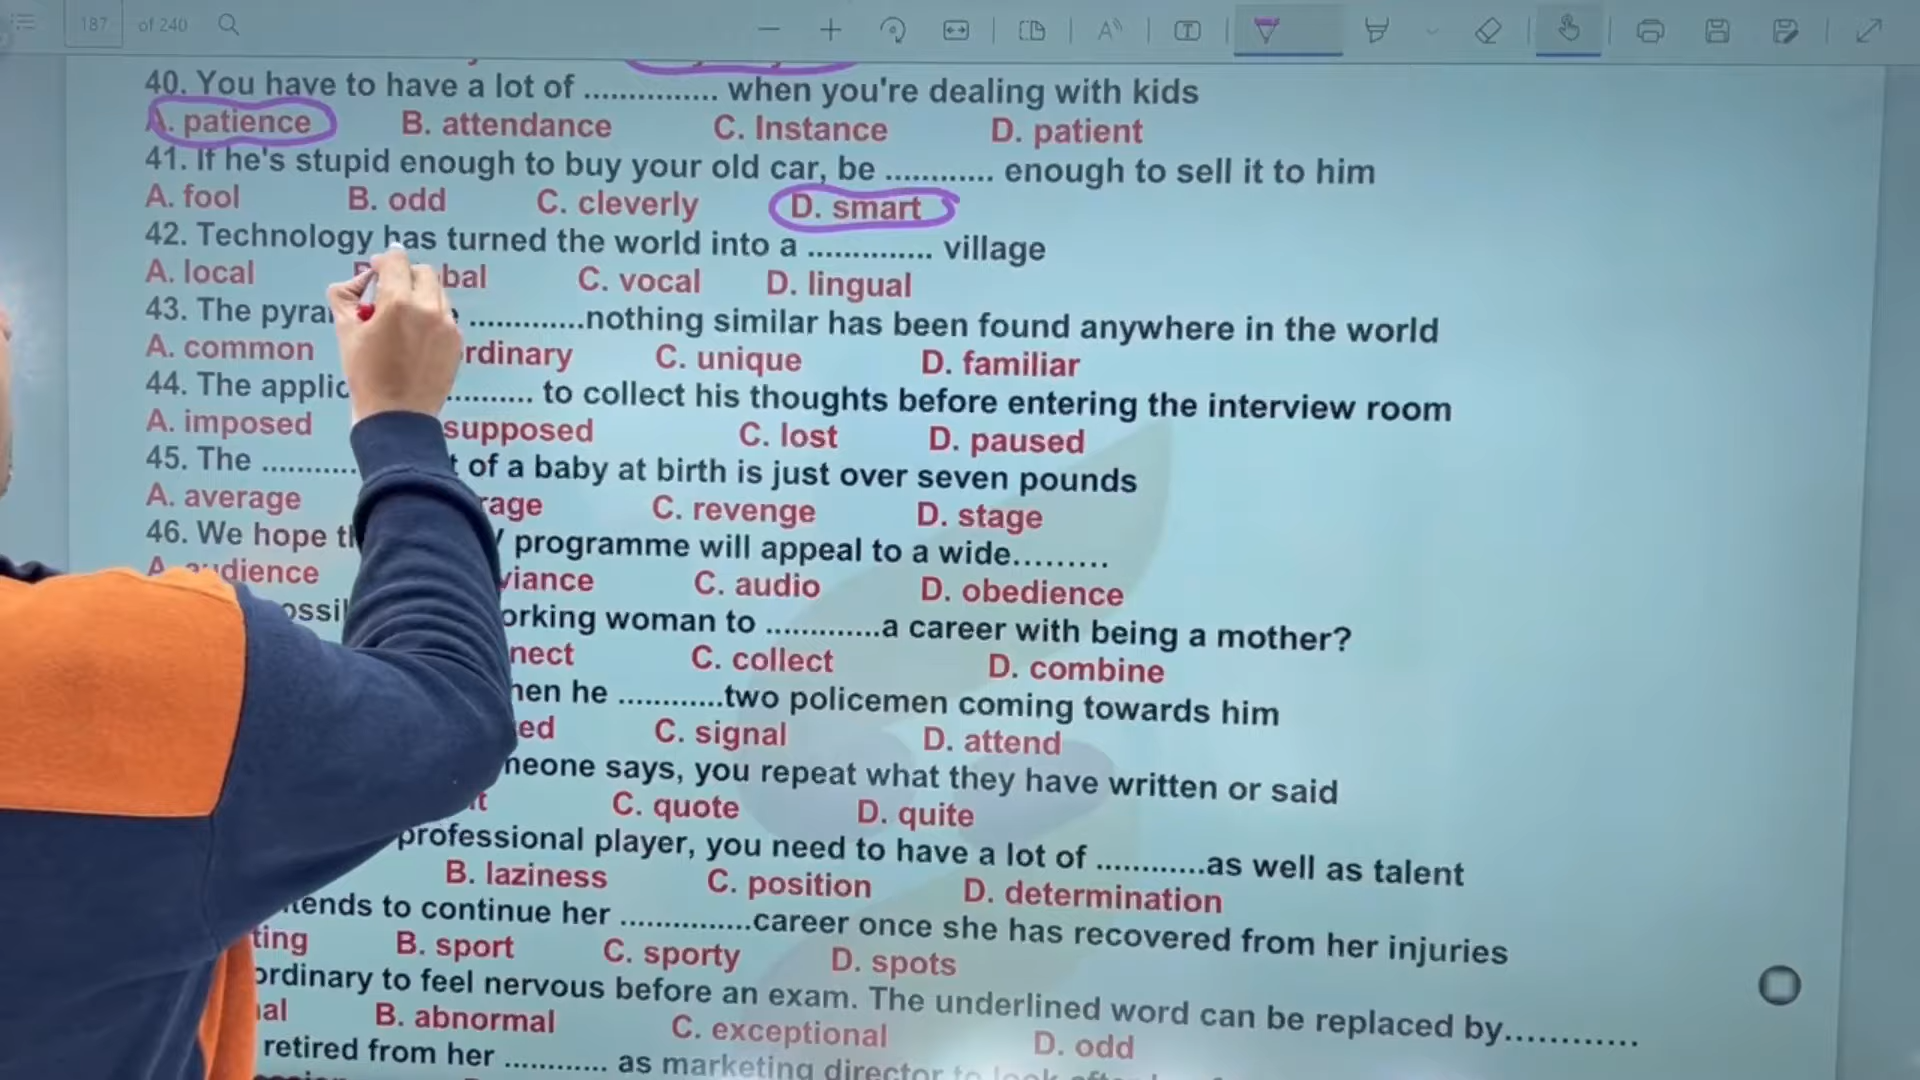 187 of 240
40. You have to have a lot of ............... when you're dealing with kids
A. patience B. attendance C. Instance D. patient
41. If he's stupid enough to buy your old car, be ............ enough to sell it to him
A. fool B. odd C. cleverly D. smart
42. Technology has turned the world into a .............. village
A. local bal C. vocal D. lingual
43. The .............nothing similar has been found anywhere in the world
A. common rdinary C. unique D. familiar
44. The .......... to collect his thoughts before entering the interview room
A. imposed supposed C. lost D. paused
45. The ........... of a baby at birth is just over seven pounds
A. average rage C. revenge D. stage
46. We hope programme will appeal to a wide.........
A. audience viance C. audio D. obedience
orking woman to .............a career with being a mother?
nect C. collect D. combine
hen he ............two policemen coming towards him
ed C. signal D. attend
meone says, you repeat what they have written or said
C. quote D. quite
professional player, you need to have a lot of ............as well as talent
B. laziness C. position D. determination
tends to continue her ...............career once she has recovered from her injuries
ting B. sport C. sporty D. spots
ordinary to feel nervous before an exam. The underlined word can be replaced by.............
al B. abnormal C. exceptional D. odd
retired from her ............ as marketing director to look